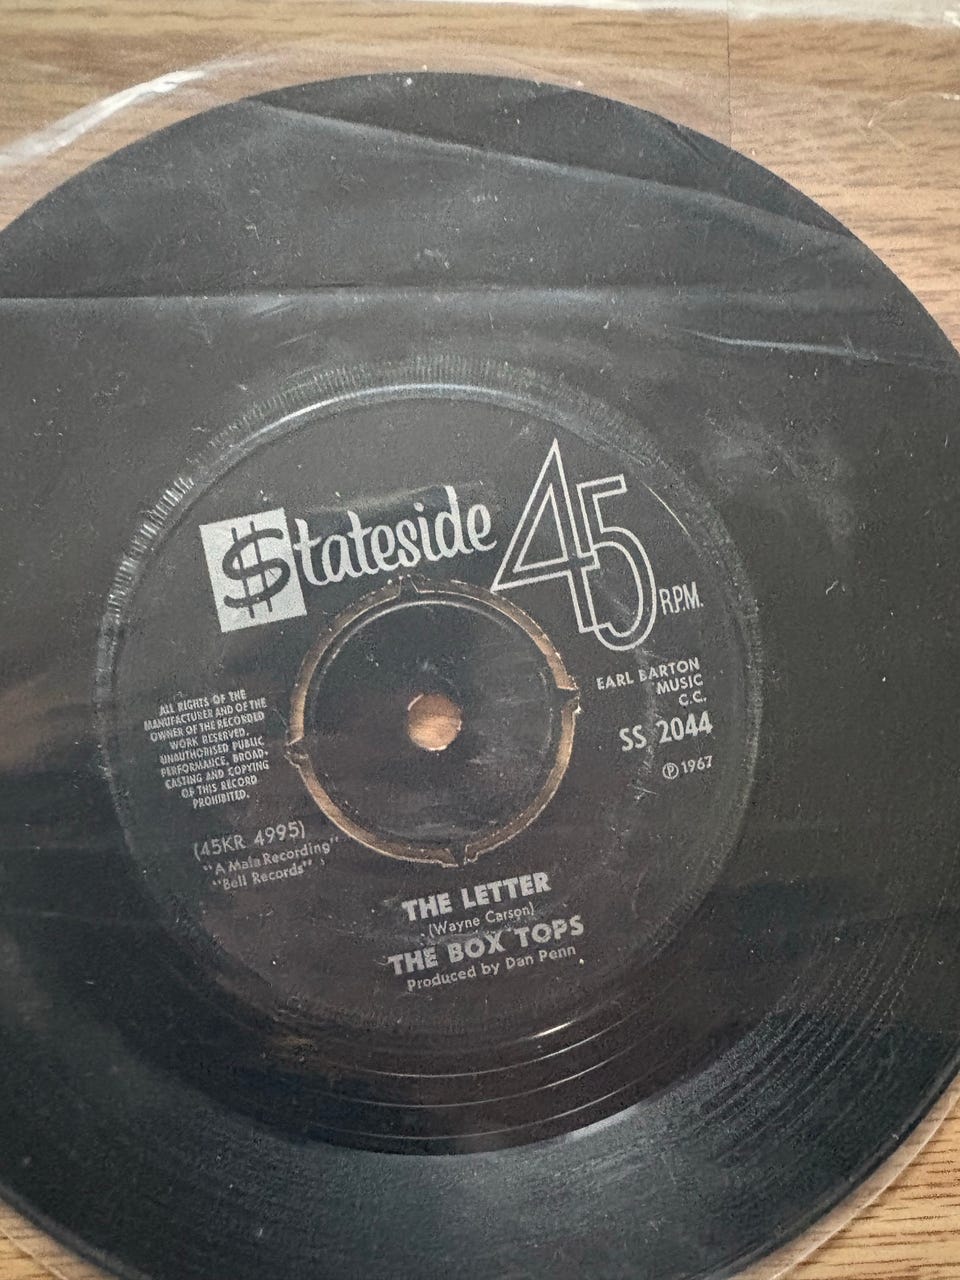 $tateside 45 R.P.M.
EARL BARTON
MUSIC
C.C.
SS 2044
℗ 1967
ALL RIGHTS OF THE
MANUFACTURER AND OF THE
OWNER OF THE RECORDED
WORK RESERVED.
UNAUTHORISED PUBLIC
PERFORMANCE, BROAD-
CASTING AND COPYING
OF THIS RECORD
PROHIBITED.
(45KR 4995)
"A Mala Recording"
"Bell Records"
THE LETTER
(Wayne Carson)
THE BOX TOPS
Produced by Dan Penn